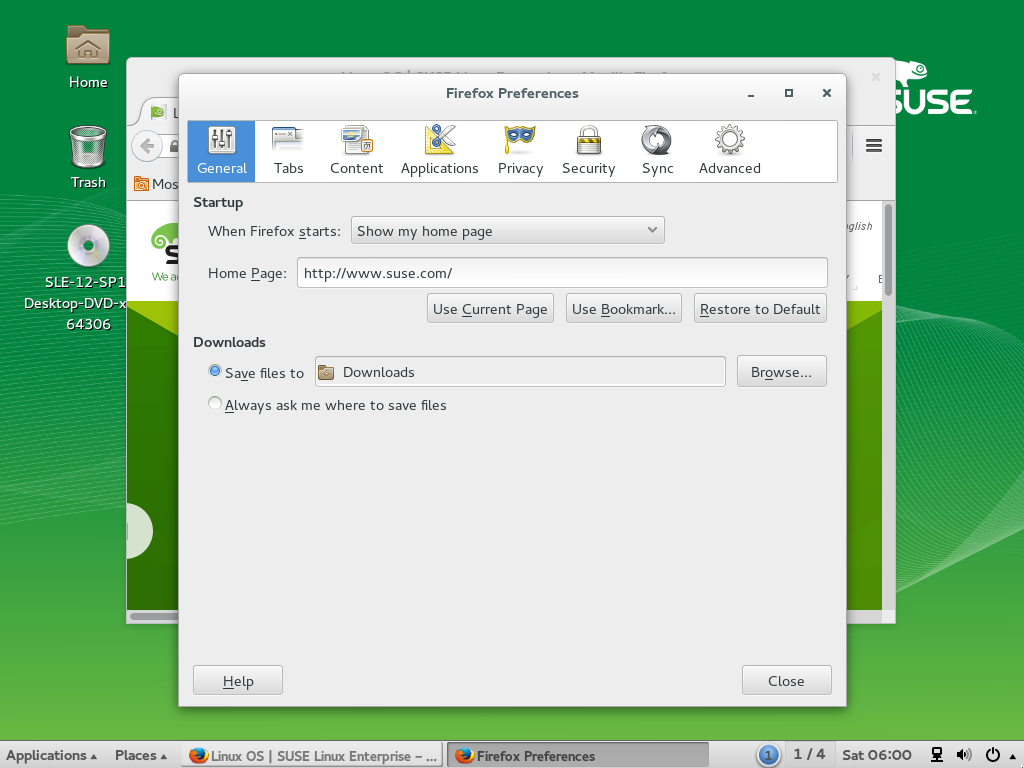 Home
Trash
SLE-12-SP1
Desktop-DVD-x
64306
SUSE
Firefox Preferences
General
Tabs
Content
Applications
Privacy
Security
Sync
Advanced
Startup
When Firefox starts:
Show my home page
Home Page:
http://www.suse.com/
Use Current Page
Use Bookmark...
Restore to Default
Downloads
Save files to
Downloads
Browse...
Always ask me where to save files
Help
Close
L
Mos
We a
nglish
Applications
Places
Linux OS | SUSE Linux Enterprise – ...
Firefox Preferences
1
1 / 4
Sat 06:00